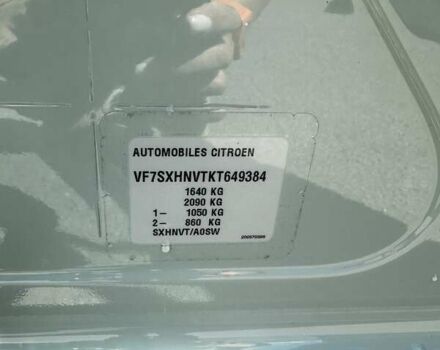 AUTOMOBILES CITROEN
VF7SXHNVTKT649384
1640 KG
2090 KG
1- 1050 KG
2- 860 KG
SXHNVT/A0SW